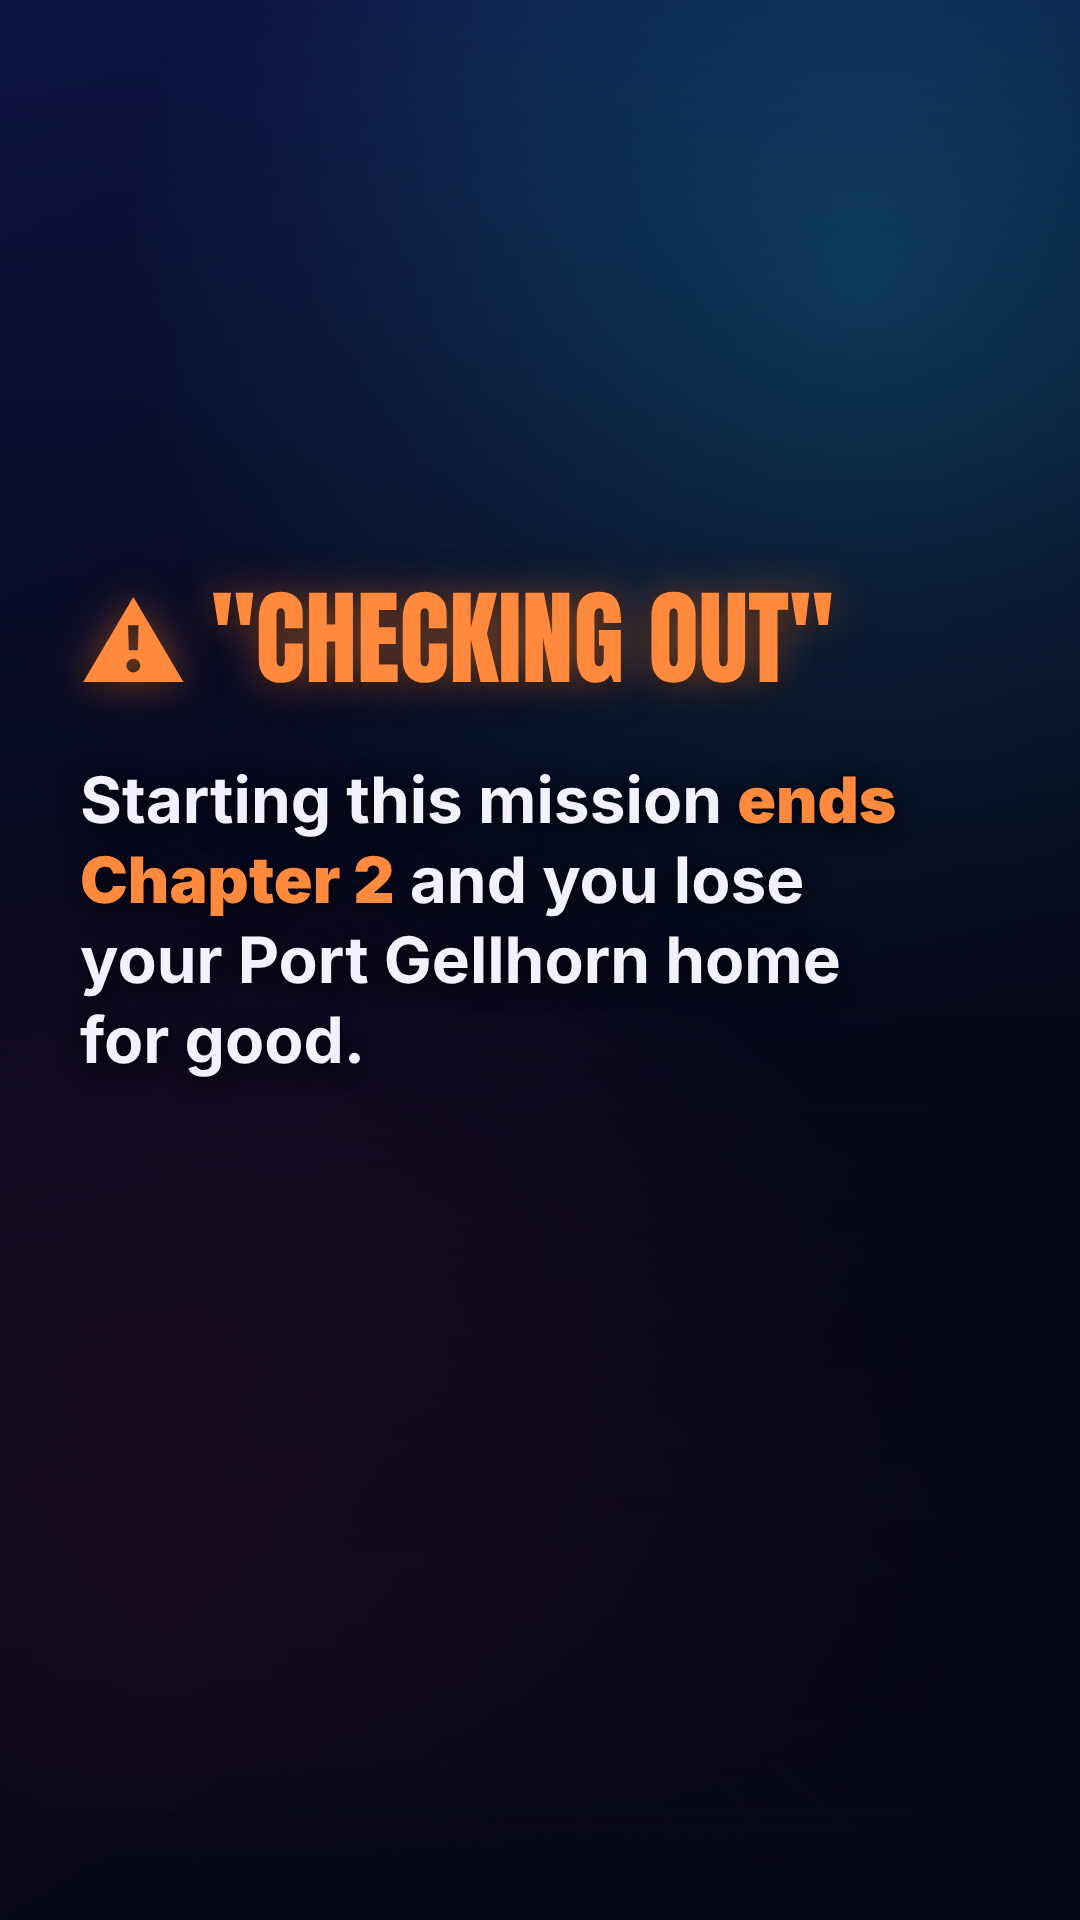 "CHECKING OUT"
Starting this mission ends
Chapter 2 and you lose
your Port Gellhorn home
for good.